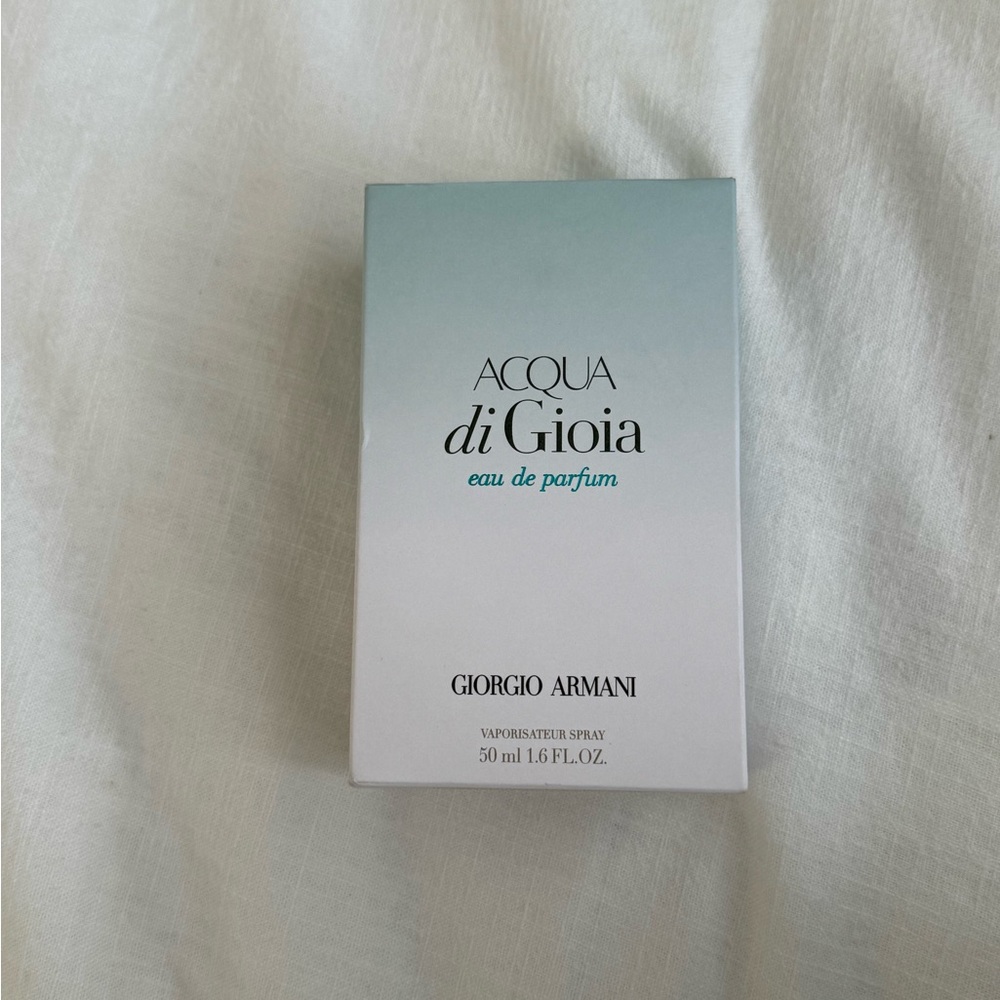 ACQUA
di Gioia
eau de parfum
GIORGIO ARMANI
VAPORISATEUR SPRAY
50 ml 1.6 FL.OZ.